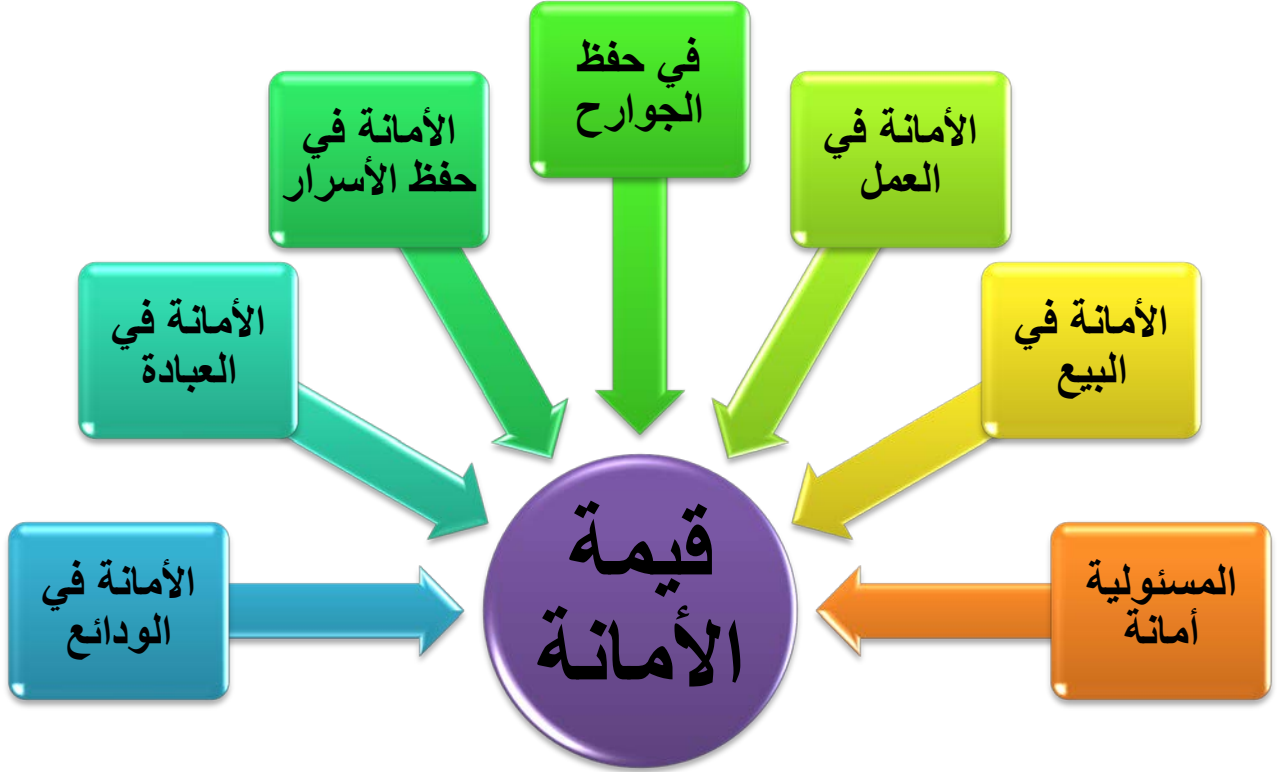 في حفظ
الجوارح
الأمانة في
العمل
الأمانة في
حفظ الأسرار
الأمانة في
البيع
الأمانة في
العبادة
المسئولية
أمانة
الأمانة في
الودائع
قيمة
الأمانة